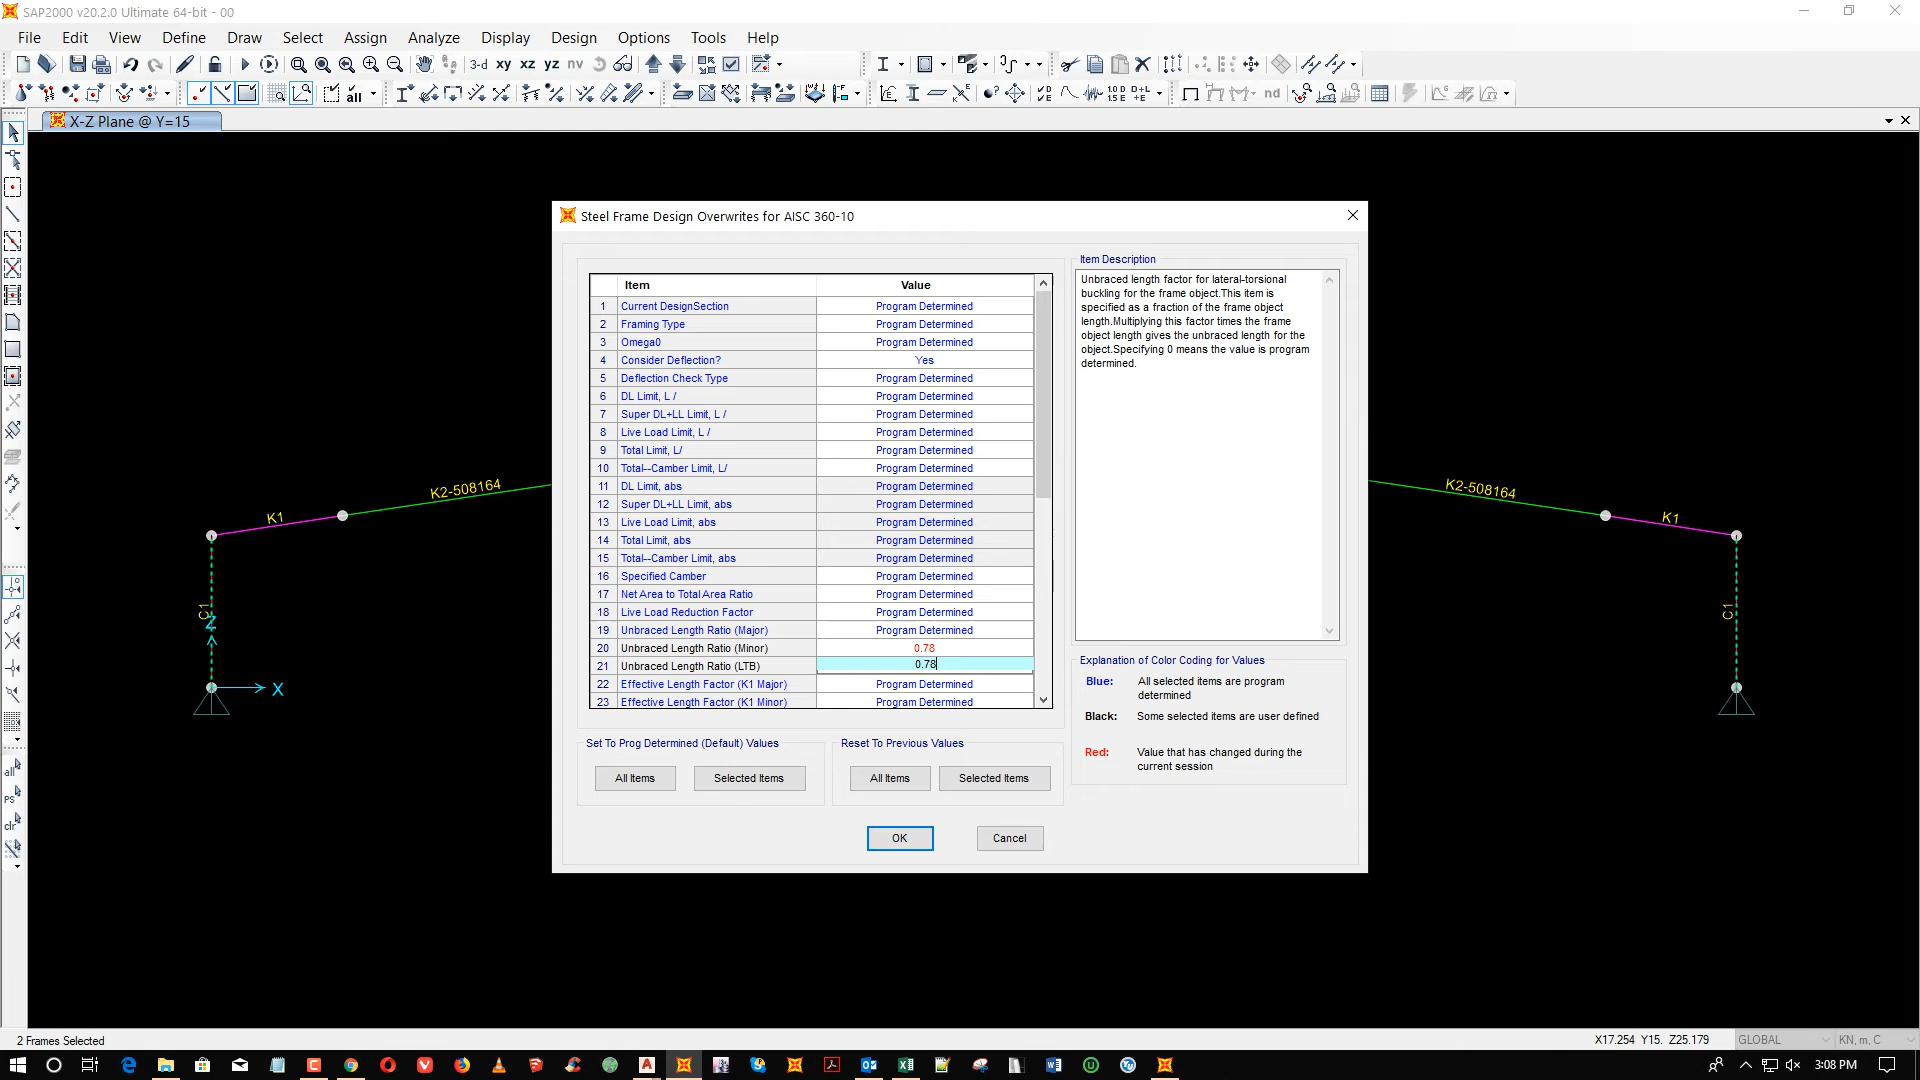 SAP2000 v20.2.0 Ultimate 64-bit - 00
File Edit View Define Draw Select Assign Analyze Display Design Options Tools Help
3-d xy xz yz nv
all
nd
X-Z Plane @ Y=15
Steel Frame Design Overwrites for AISC 360-10
Item Value
1 Current DesignSection Program Determined
2 Framing Type Program Determined
3 Omega0 Program Determined
4 Consider Deflection? Yes
5 Deflection Check Type Program Determined
6 DL Limit, L / Program Determined
7 Super DL+LL Limit, L / Program Determined
8 Live Load Limit, L / Program Determined
9 Total Limit, L/ Program Determined
10 Total--Camber Limit, L/ Program Determined
11 DL Limit, abs Program Determined
12 Super DL+LL Limit, abs Program Determined
13 Live Load Limit, abs Program Determined
14 Total Limit, abs Program Determined
15 Total--Camber Limit, abs Program Determined
16 Specified Camber Program Determined
17 Net Area to Total Area Ratio Program Determined
18 Live Load Reduction Factor Program Determined
19 Unbraced Length Ratio (Major) Program Determined
20 Unbraced Length Ratio (Minor) 0.78
21 Unbraced Length Ratio (LTB) 0.78
22 Effective Length Factor (K1 Major) Program Determined
23 Effective Length Factor (K1 Minor) Program Determined
Item Description
Unbraced length factor for lateral-torsional
buckling for the frame object.This item is
specified as a fraction of the frame object
length.Multiplying this factor times the frame
object length gives the unbraced length for the
object.Specifying 0 means the value is program
determined.
Explanation of Color Coding for Values
Blue: All selected items are program
determined
Black: Some selected items are user defined
Red: Value that has changed during the
current session
Set To Prog Determined (Default) Values
All Items Selected Items
Reset To Previous Values
All Items Selected Items
OK Cancel
K1
K2-508164
K2-508164
K1
C1
Z
X
C1
all
PS
clr
2 Frames Selected
X17.254 Y15. Z25.179
GLOBAL
KN, m, C
3:08 PM